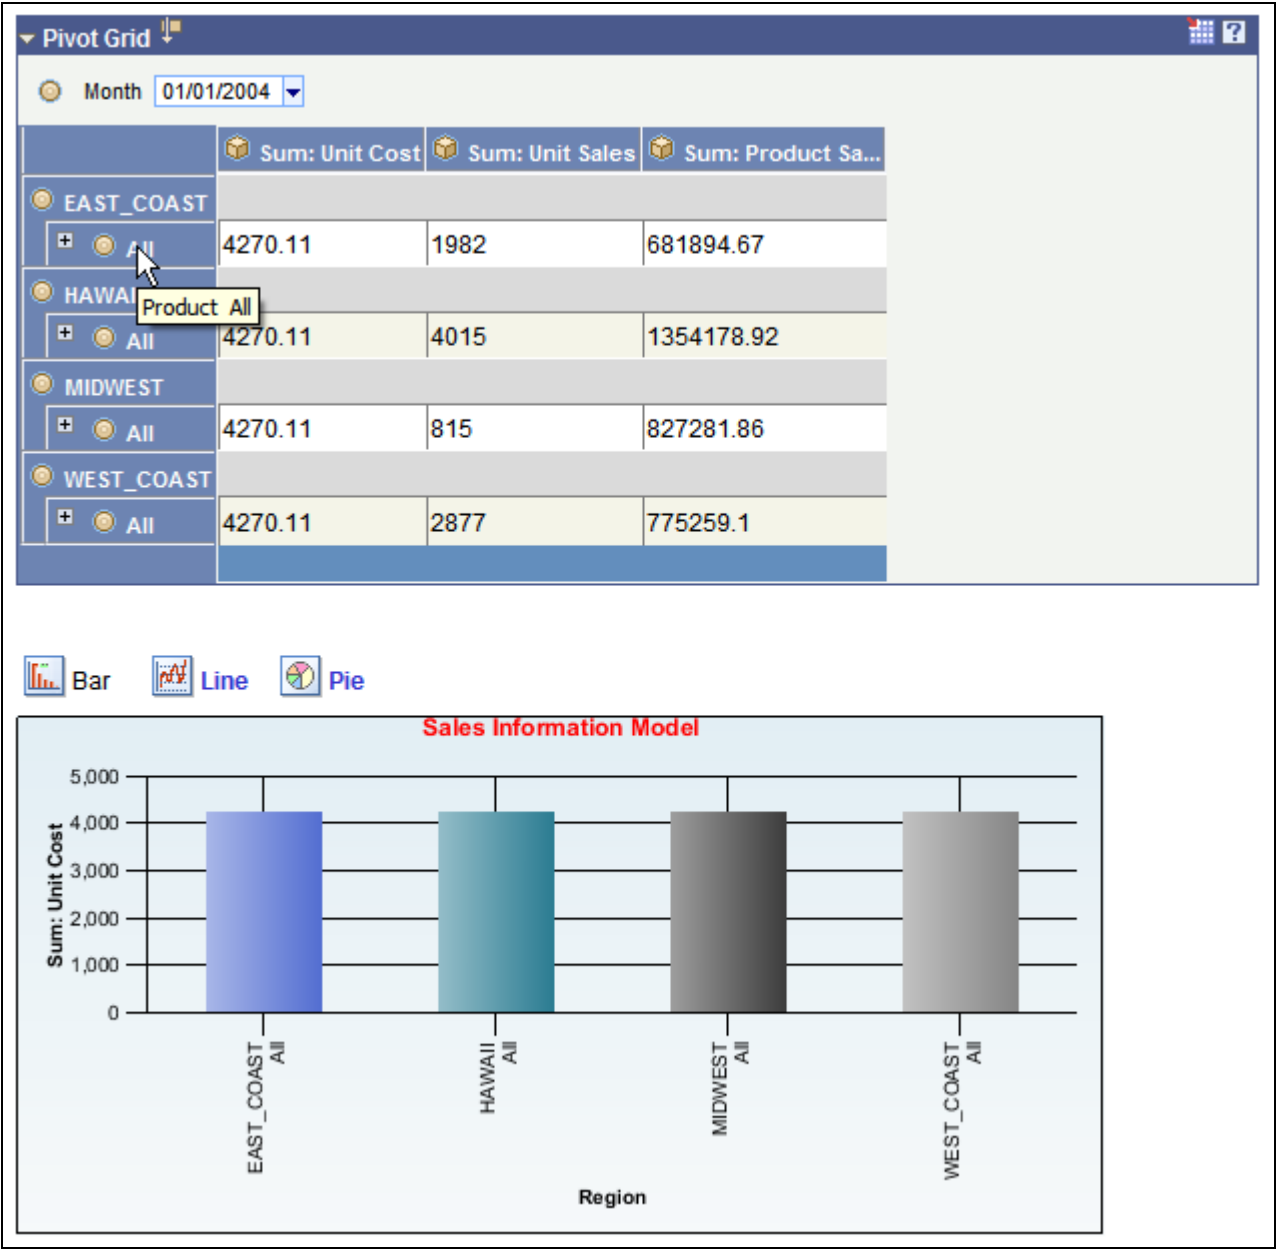 Pivot Grid
Month 01/01/2004
Sum: Unit Cost Sum: Unit Sales Sum: Product Sa...
EAST_COAST
All 4270.11 1982 681894.67
HAWAI
Product All
All 4270.11 4015 1354178.92
MIDWEST
All 4270.11 815 827281.86
WEST_COAST
All 4270.11 2877 775259.1
Bar Line Pie
Sales Information Model
Sum: Unit Cost
5,000
4,000
3,000
2,000
1,000
0
EAST_COAST
All
HAWAII
All
MIDWEST
All
WEST_COAST
All
Region